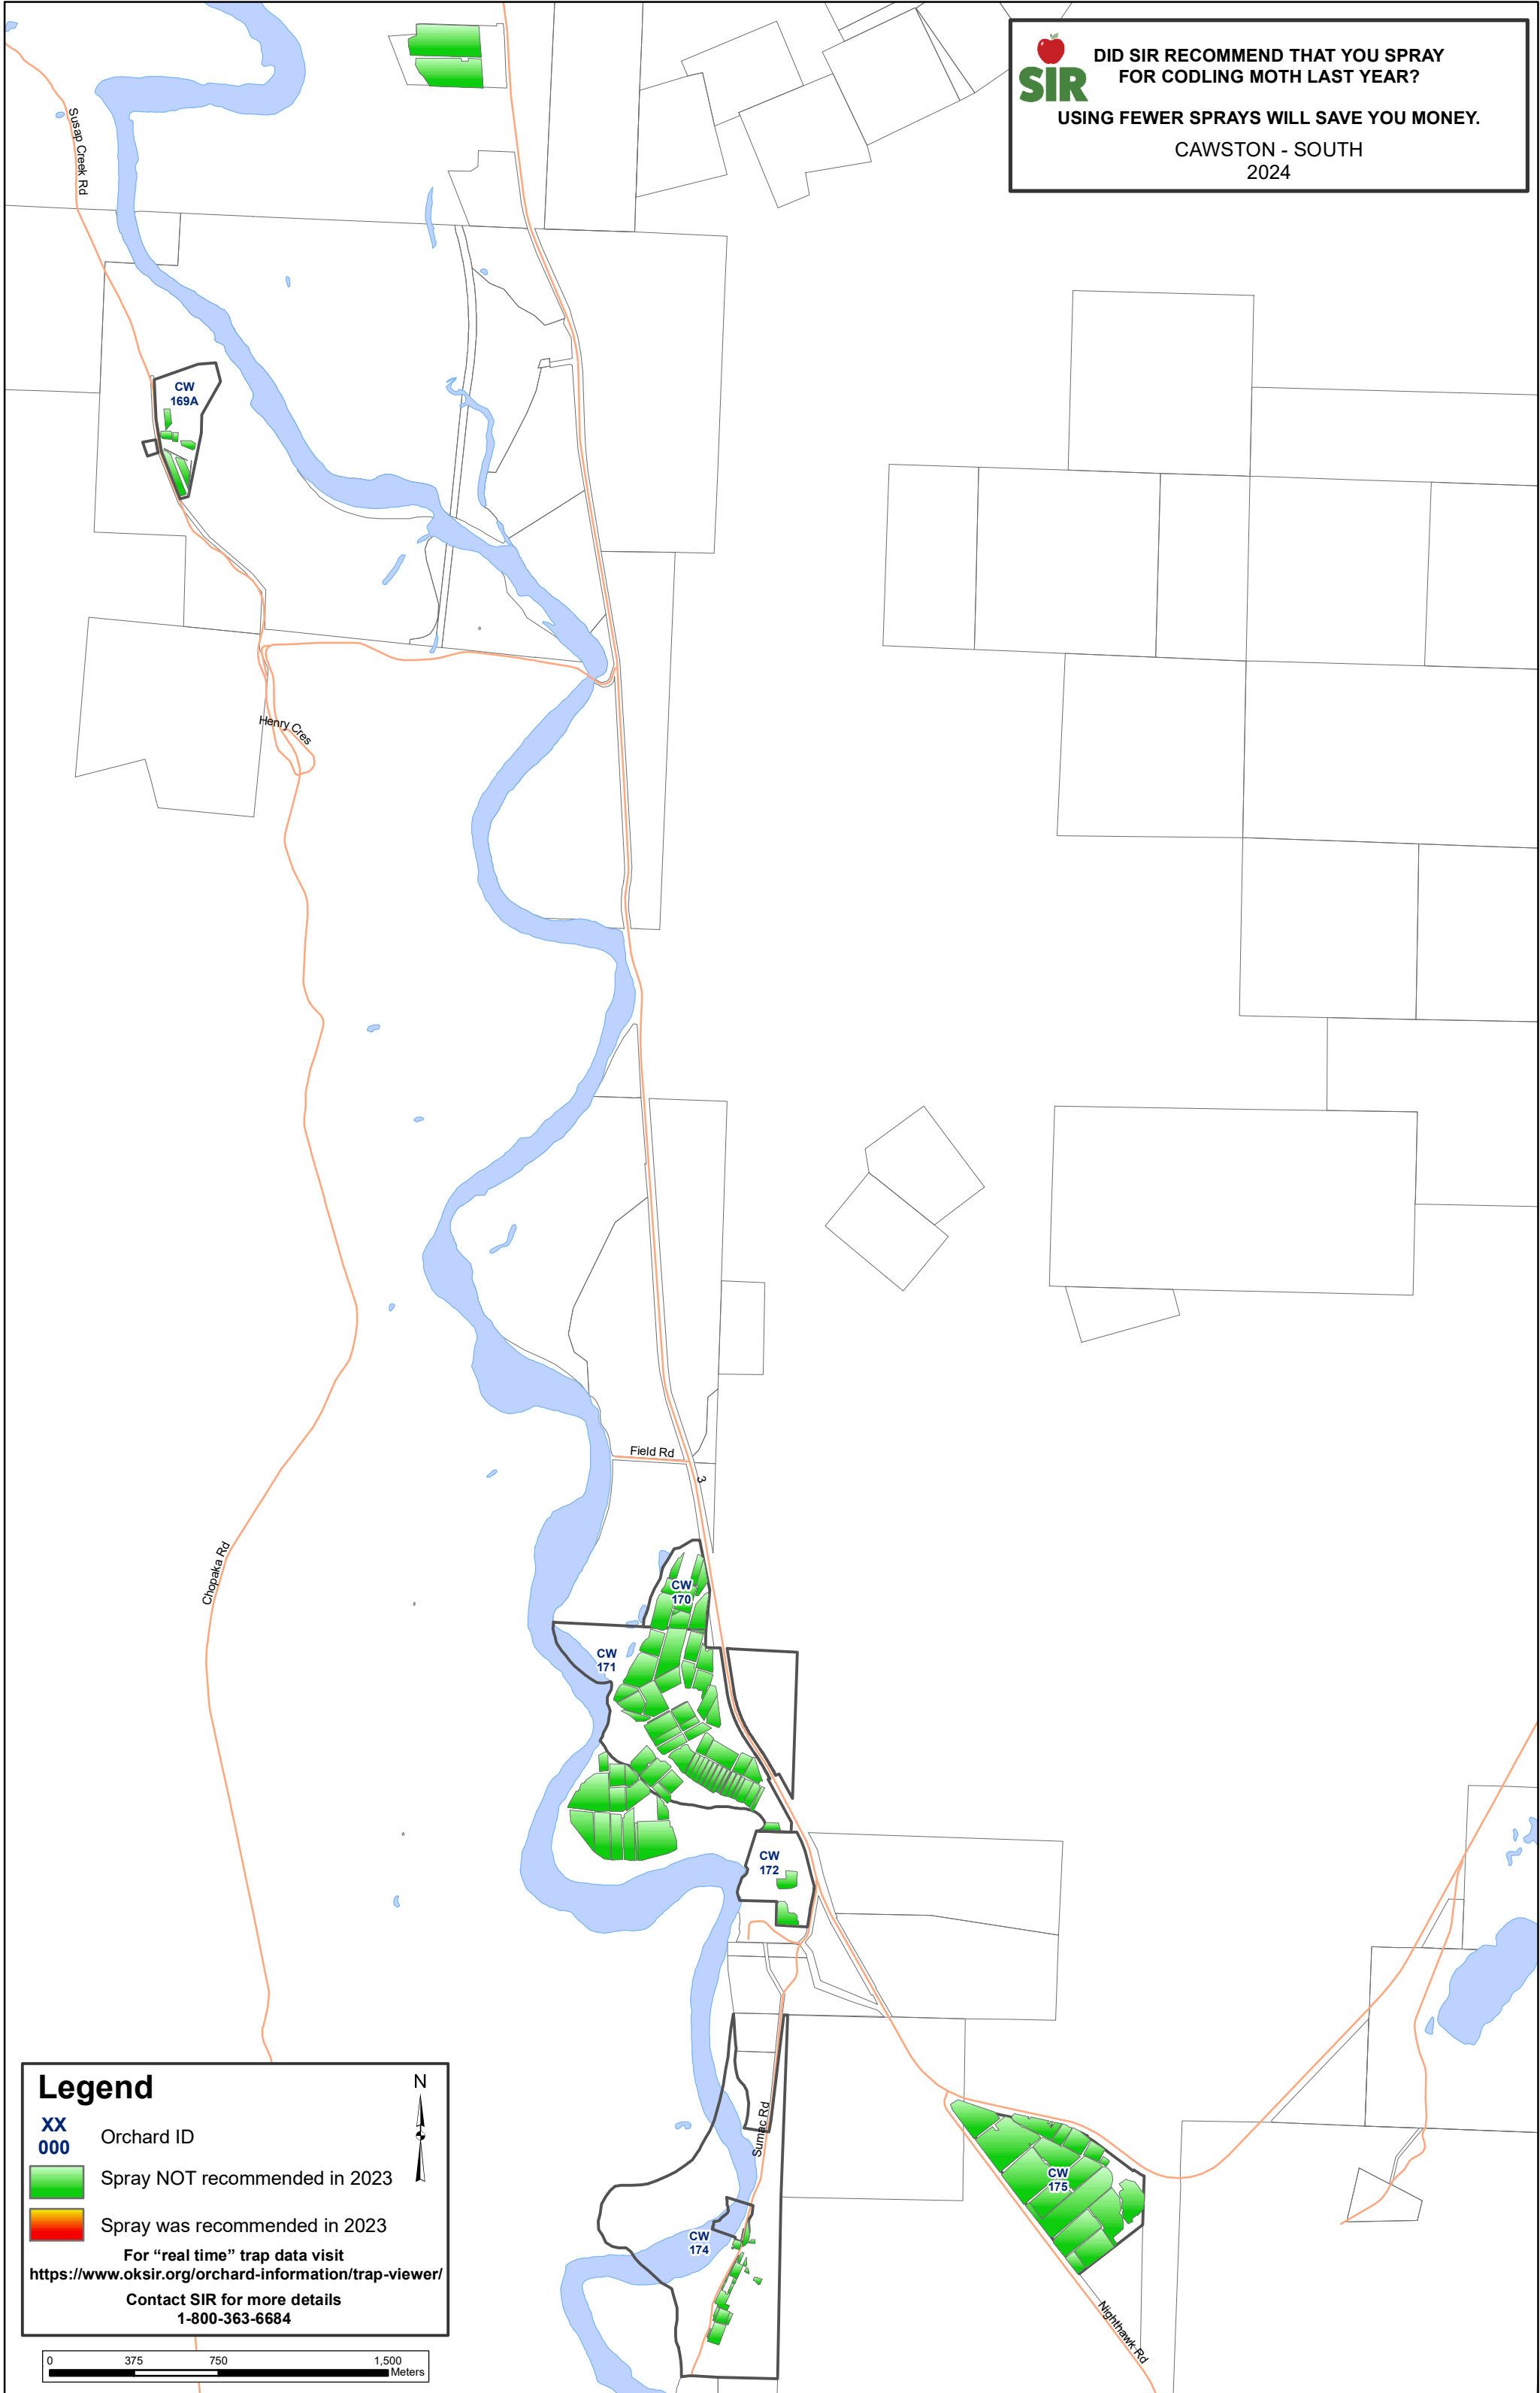 SIR
DID SIR RECOMMEND THAT YOU SPRAY
FOR CODLING MOTH LAST YEAR?
USING FEWER SPRAYS WILL SAVE YOU MONEY.
CAWSTON - SOUTH
2024
Susap Creek Rd
CW
169A
Henry Cres
Field Rd
3
Chopaka Rd
CW
170
CW
171
CW
172
Sumac Rd
CW
175
CW
174
Nighthawk Rd
Legend
N
XX
000
Orchard ID
Spray NOT recommended in 2023
Spray was recommended in 2023
For “real time” trap data visit
https://www.oksir.org/orchard-information/trap-viewer/
Contact SIR for more details
1-800-363-6684
0 375 750 1,500
Meters